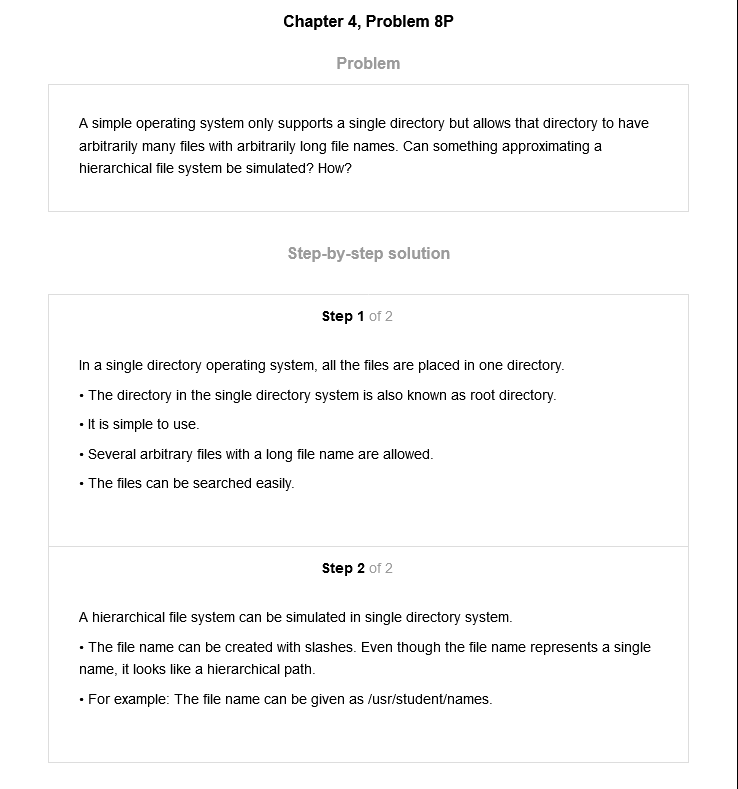 Chapter 4, Problem 8P
Problem
A simple operating system only supports a single directory but allows that directory to have
arbitrarily many files with arbitrarily long file names. Can something approximating a
hierarchical file system be simulated? How?
Step-by-step solution
Step 1 of 2
In a single directory operating system, all the files are placed in one directory.
• The directory in the single directory system is also known as root directory.
• It is simple to use.
• Several arbitrary files with a long file name are allowed.
• The files can be searched easily.
Step 2 of 2
A hierarchical file system can be simulated in single directory system.
• The file name can be created with slashes. Even though the file name represents a single
name, it looks like a hierarchical path.
• For example: The file name can be given as /usr/student/names.